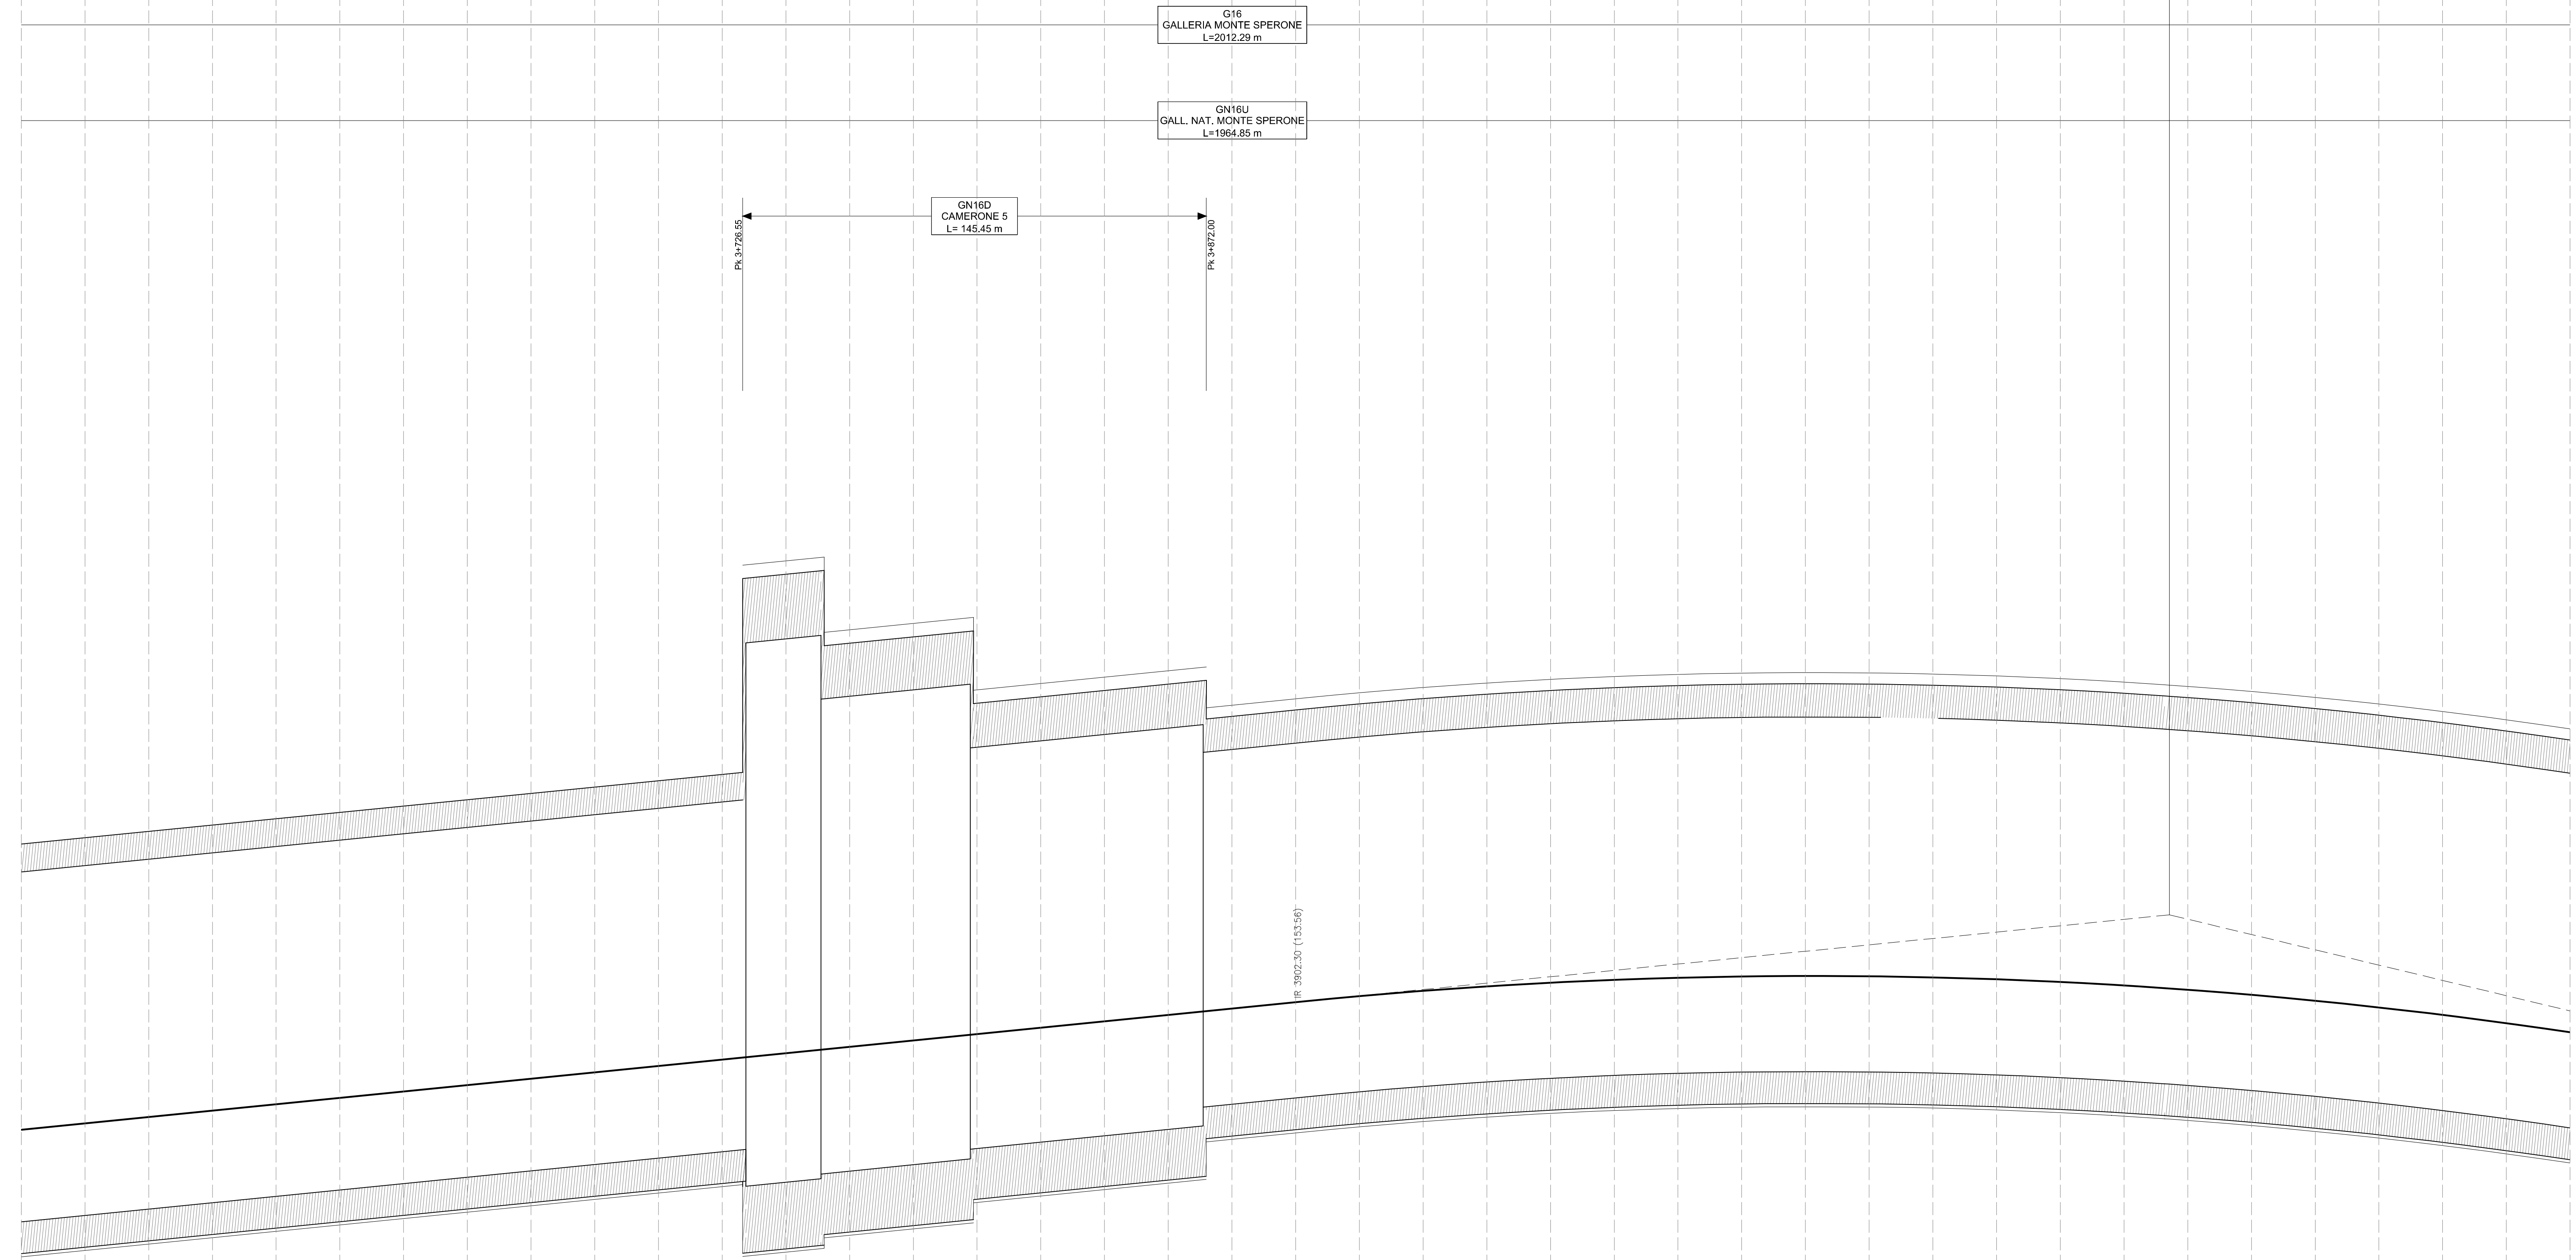 G16
GALLERIA MONTE SPERONE
L=2012.29 m
GN16U
GALL. NAT. MONTE SPERONE
L=1964.85 m
GN16D
CAMERONE 5
L= 145.45 m
Pk 3+726.55
Pk 3+872.00
IR 3902.30 (153.56)